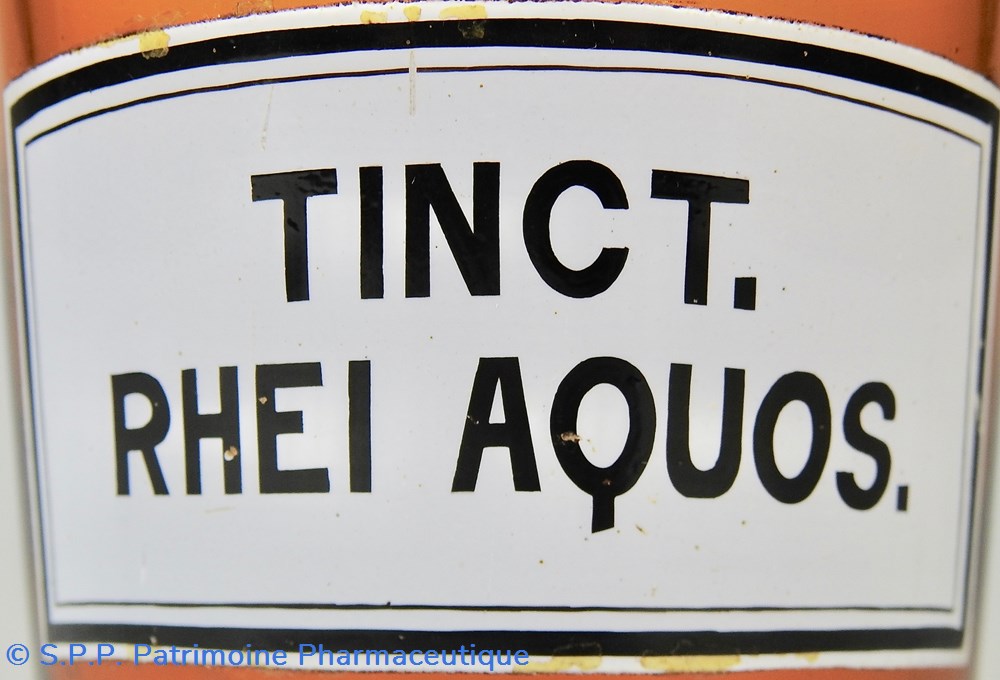 TINCT.
RHEI AQUOS.
© S.P.P. Patrimoine Pharmaceutique